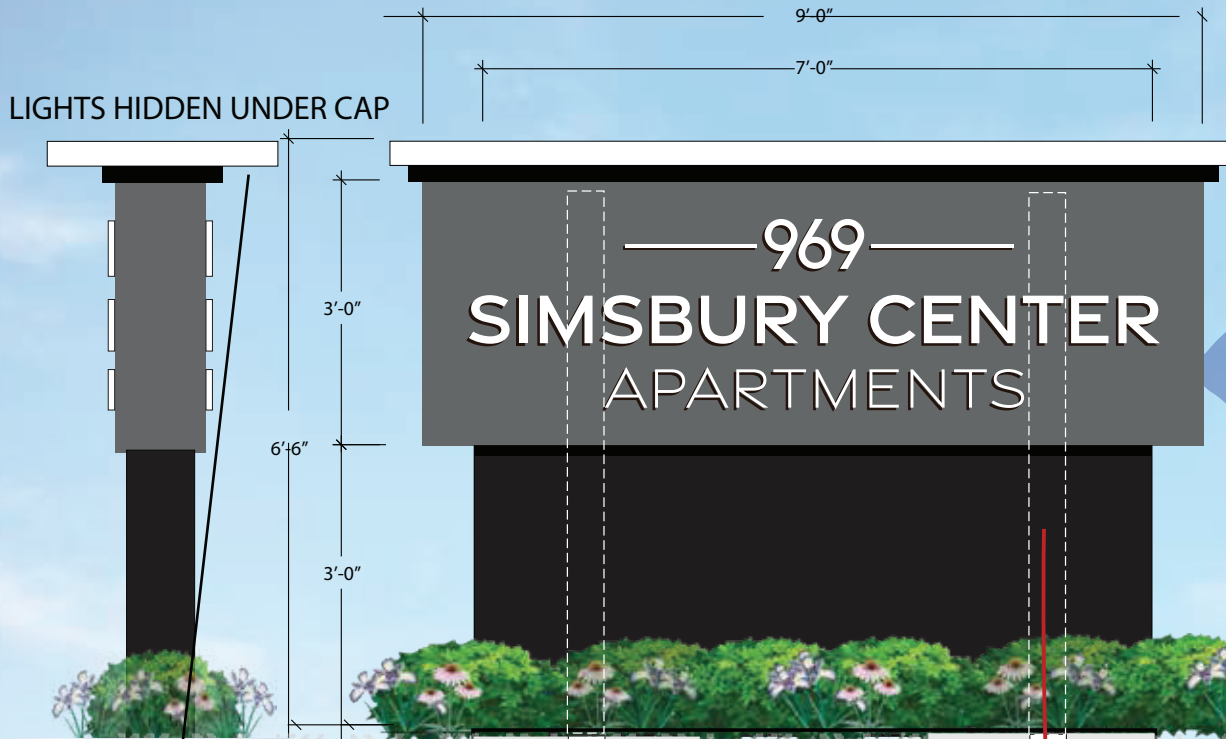 9'-0"
7'-0"
LIGHTS HIDDEN UNDER CAP
969
3'-0"
SIMSBURY CENTER
APARTMENTS
6'-6"
3'-0"